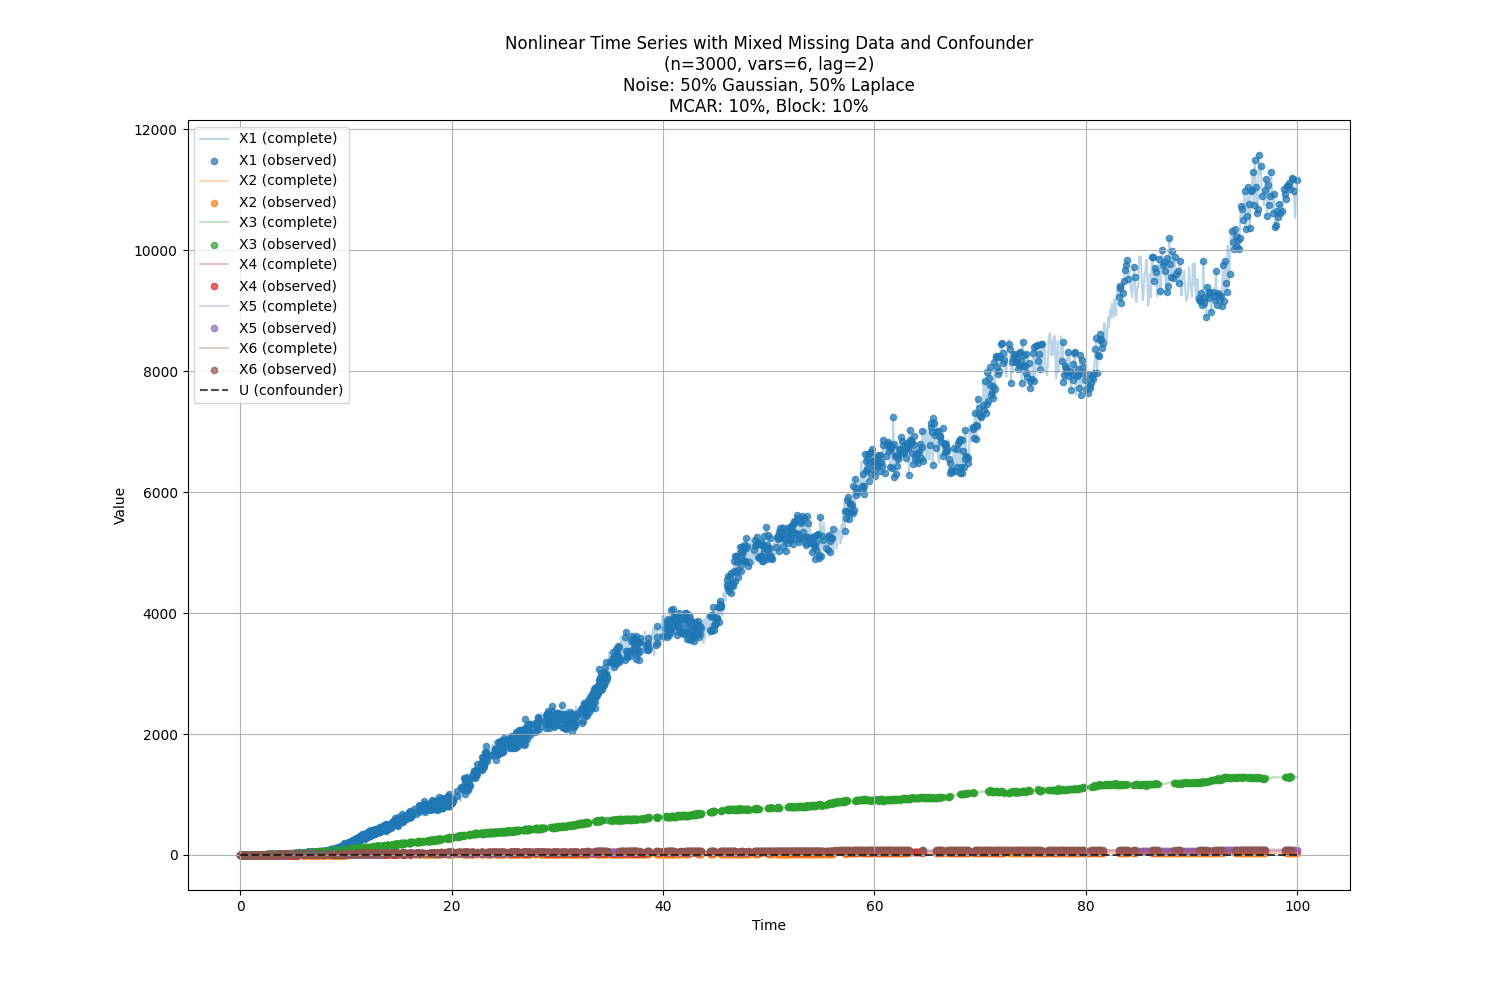 Nonlinear Time Series with Mixed Missing Data and Confounder
(n=3000, vars=6, lag=2)
Noise: 50% Gaussian, 50% Laplace
MCAR: 10%, Block: 10%
X1 (complete)
X1 (observed)
X2 (complete)
X2 (observed)
X3 (complete)
X3 (observed)
X4 (complete)
X4 (observed)
X5 (complete)
X5 (observed)
X6 (complete)
X6 (observed)
U (confounder)
Value
12000
10000
8000
6000
4000
2000
0
0 20 40 60 80 100
Time